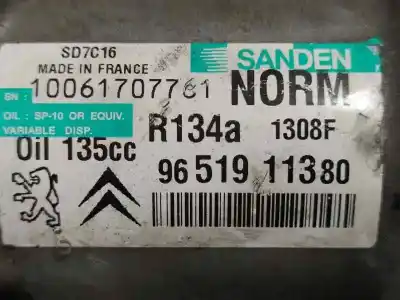 SD7C16
MADE IN FRANCE
SANDEN
SN : 10061707761
NORM
OIL : SP-10 OR EQUIV.
VARIABLE DISP.
R134a 1308F
Oil 135cc
96 519 113 80